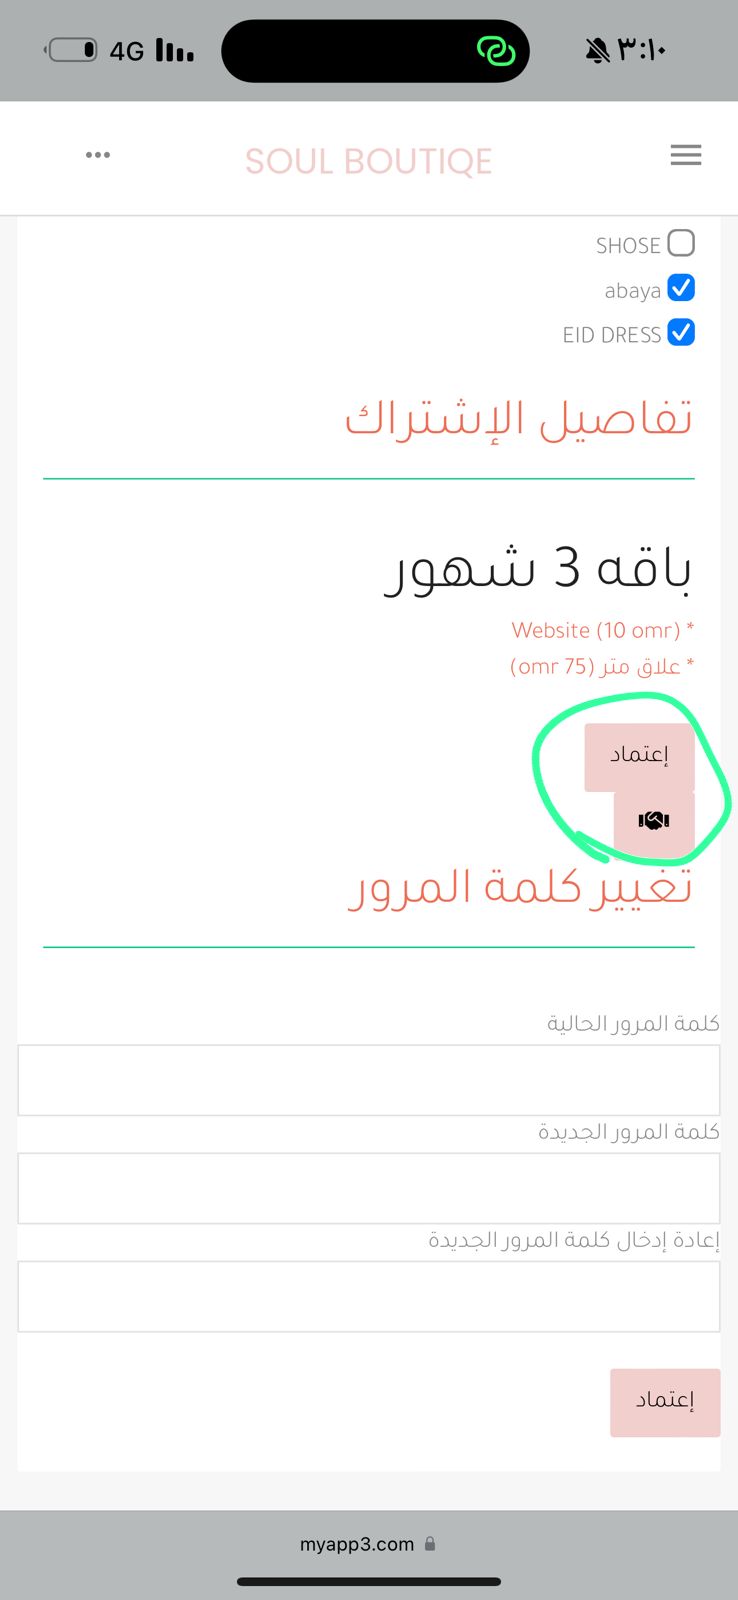 4G
٣:١٠
SOUL BOUTIQE
SHOSE
abaya
EID DRESS
تفاصيل الإشتراك
باقه 3 شهور
* Website (10 omr)
* علاق متر (75 omr)
إعتماد
تغيير كلمة المرور
كلمة المرور الحالية
كلمة المرور الجديدة
إعادة إدخال كلمة المرور الجديدة
إعتماد
myapp3.com